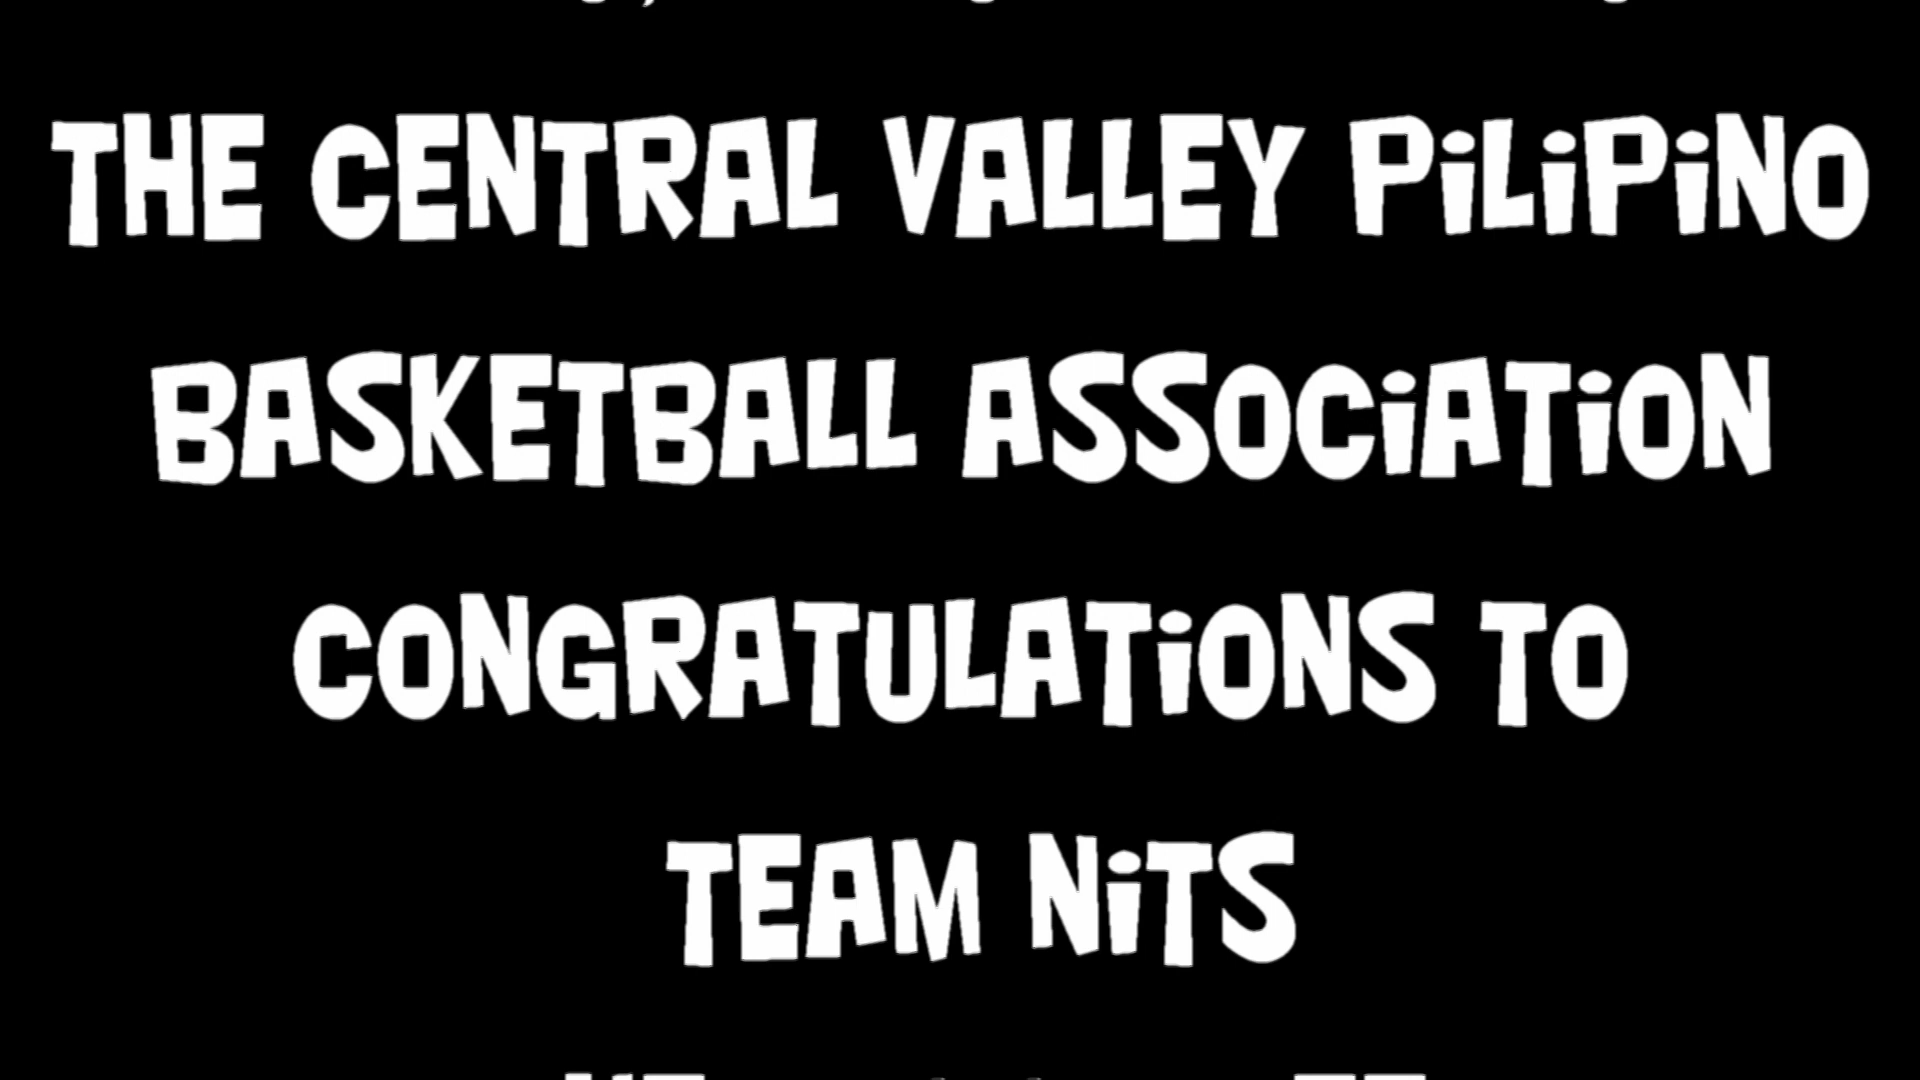 THE CENTRAL VALLEY PiLiPiNO
BASKETBALL ASSOCiATiON
CONGRATULATiONS TO
TEAM NiTS